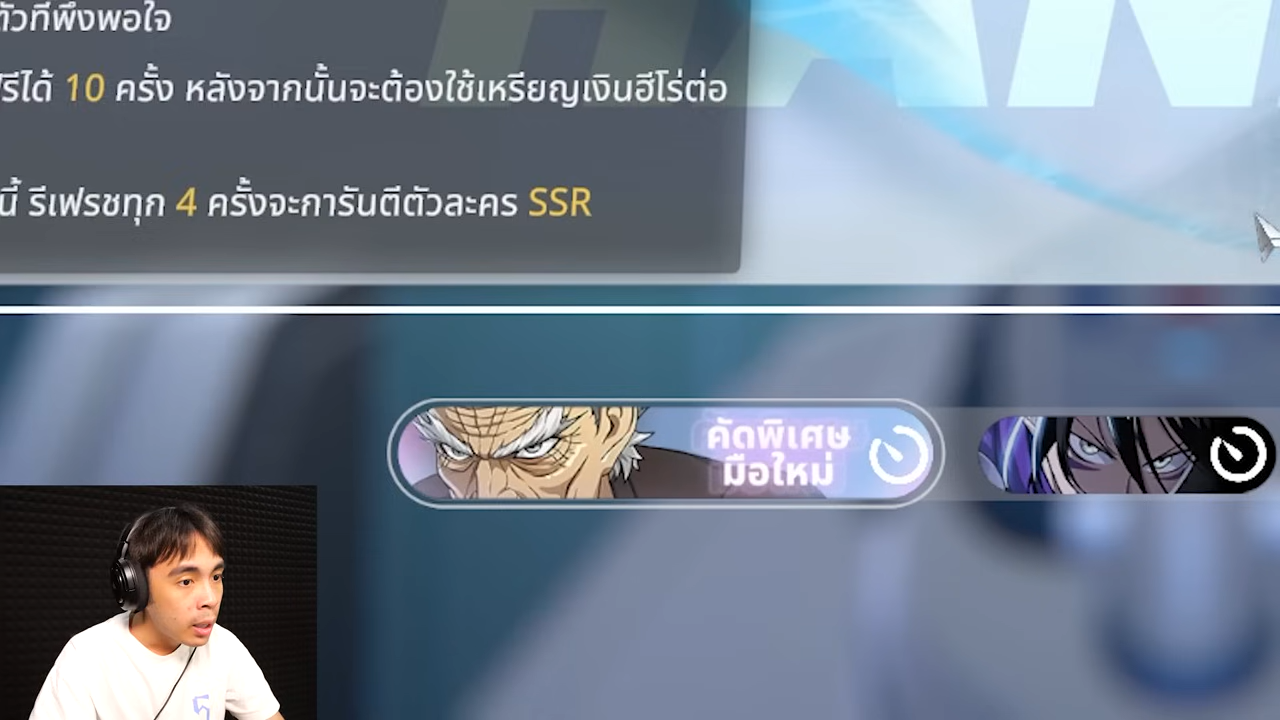 ตัวที่พึงพอใจ
รีได้ 10 ครั้ง หลังจากนั้นจะต้องใช้เหรียญเงินฮีโร่ต่อ
นี้ รีเฟรชทุก 4 ครั้งจะการันตีตัวละคร SSR
คัดพิเศษ
มือใหม่